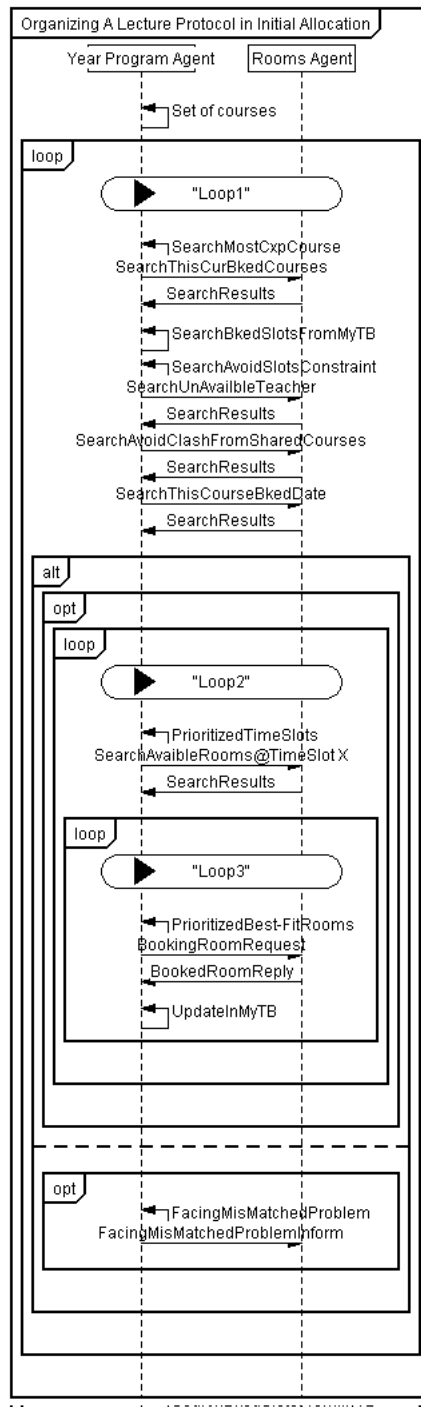 Organizing A Lecture Protocol in Initial Allocation
Year Program Agent
Rooms Agent
Set of courses
loop
"Loop1"
SearchMostCxpCourse
SearchThisCurBkedCourses
SearchResults
SearchBkedSlotsFromMyTB
SearchAvoidSlotsConstraint
SearchUnAvailbleTeacher
SearchResults
SearchAvoidClashFromSharedCourses
SearchResults
SearchThisCourseBkedDate
SearchResults
alt
opt
loop
"Loop2"
PrioritizedTimeSlots
SearchAvaibleRooms@TimeSlot X
SearchResults
loop
"Loop3"
PrioritizedBest-FitRooms
BookingRoomRequest
BookedRoomReply
UpdateInMyTB
opt
FacingMisMatchedProblem
FacingMisMatchedProblemInform